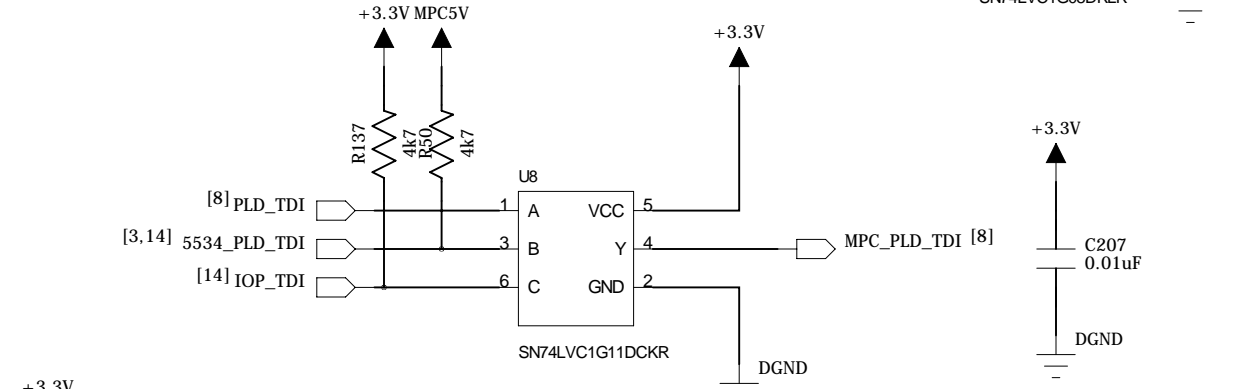 SN74LVC1G08DRLR
+3.3V MPC5V
+3.3V
+3.3V
R137
4k7
R50
4k7
U8
[8] PLD_TDI
1 A VCC 5
[3,14] 5534_PLD_TDI
3 B Y 4
MPC_PLD_TDI [8]
[14] IOP_TDI
6 C GND 2
C207
0.01uF
SN74LVC1G11DCKR
DGND
DGND
+3.3V